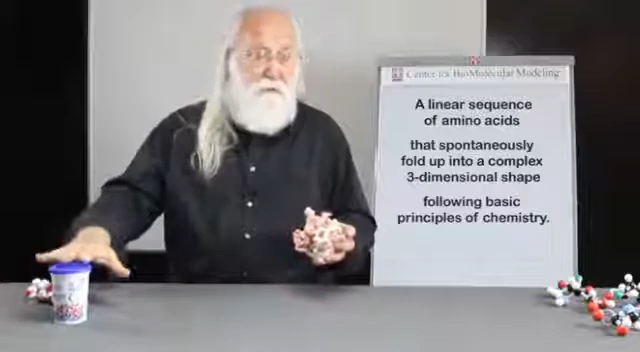 Center for BioMolecular Modeling
A linear sequence
of amino acids
that spontaneously
fold up into a complex
3-dimensional shape
following basic
principles of chemistry.